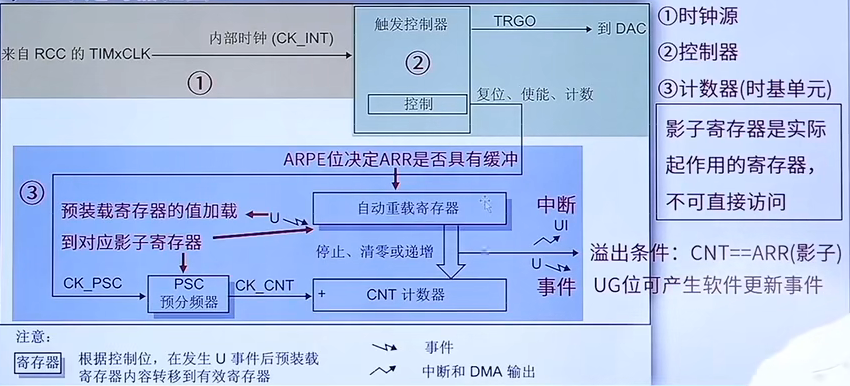 内部时钟 (CK_INT)
来自 RCC 的 TIMxCLK
①
触发控制器
②
控制
TRGO
到 DAC
复位、使能、计数
①时钟源
②控制器
③计数器(时基单元)
影子寄存器是实际
起作用的寄存器，
不可直接访问
ARPE位决定ARR是否具有缓冲
③
预装载寄存器的值加载
到对应影子寄存器
U
自动重载寄存器
中断
UI
停止、清零或递增
U
事件
溢出条件：CNT==ARR(影子)
UG位可产生软件更新事件
CK_PSC
PSC
预分频器
CK_CNT
+
CNT 计数器
注意：
寄存器
根据控制位，在发生 U 事件后预装载
寄存器内容转移到有效寄存器
事件
中断和 DMA 输出